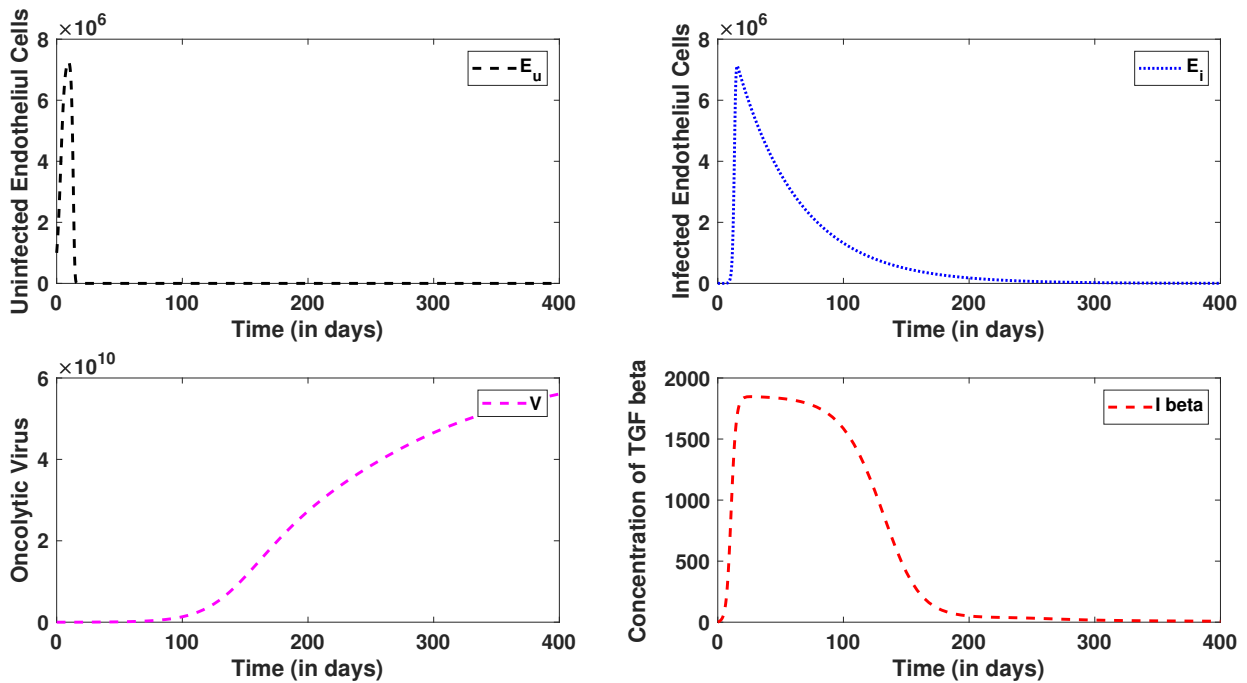 ×10^6
Uninfected Endotheliul Cells
8
6
4
2
0
E_u
0 100 200 300 400
Time (in days)
×10^6
Infected Endotheliul Cells
8
6
4
2
0
E_i
0 100 200 300 400
Time (in days)
×10^10
Oncolytic Virus
6
4
2
0
V
0 100 200 300 400
Time (in days)
Concentration of TGF beta
2000
1500
1000
500
0
I beta
0 100 200 300 400
Time (in days)